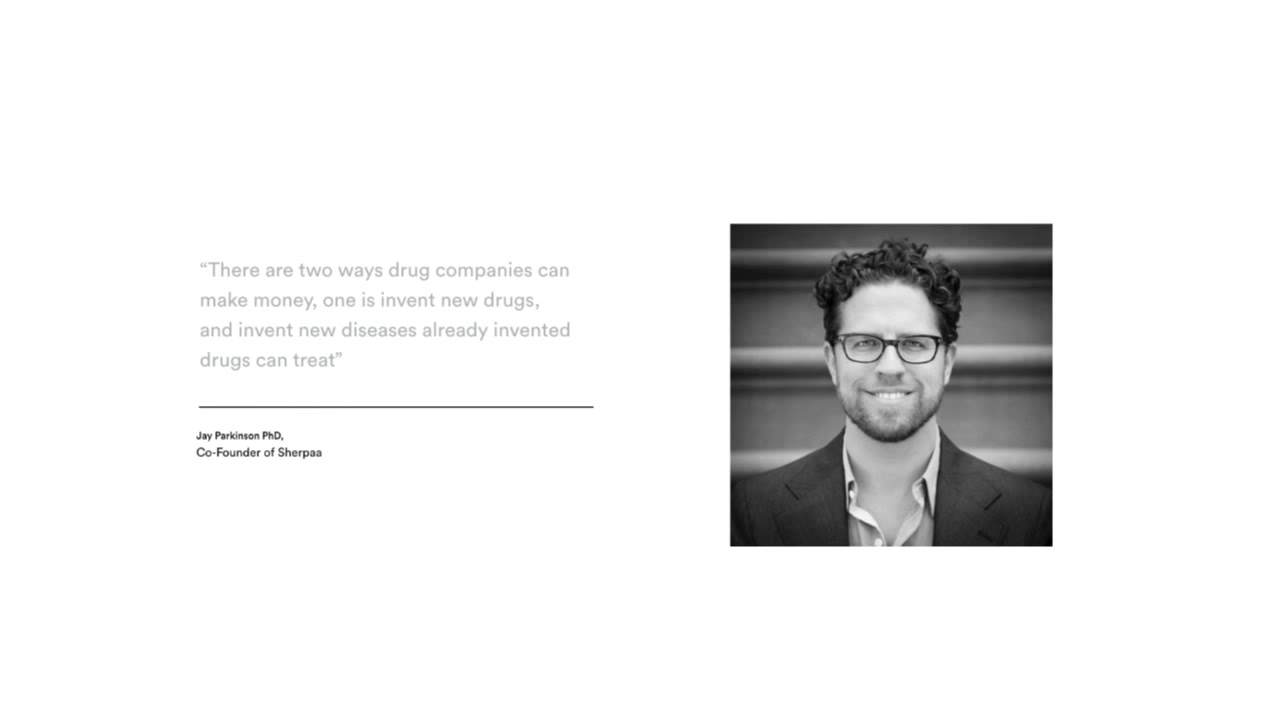 “There are two ways drug companies can
make money, one is invent new drugs,
and invent new diseases already invented
drugs can treat”
Jay Parkinson PhD,
Co-Founder of Sherpaa